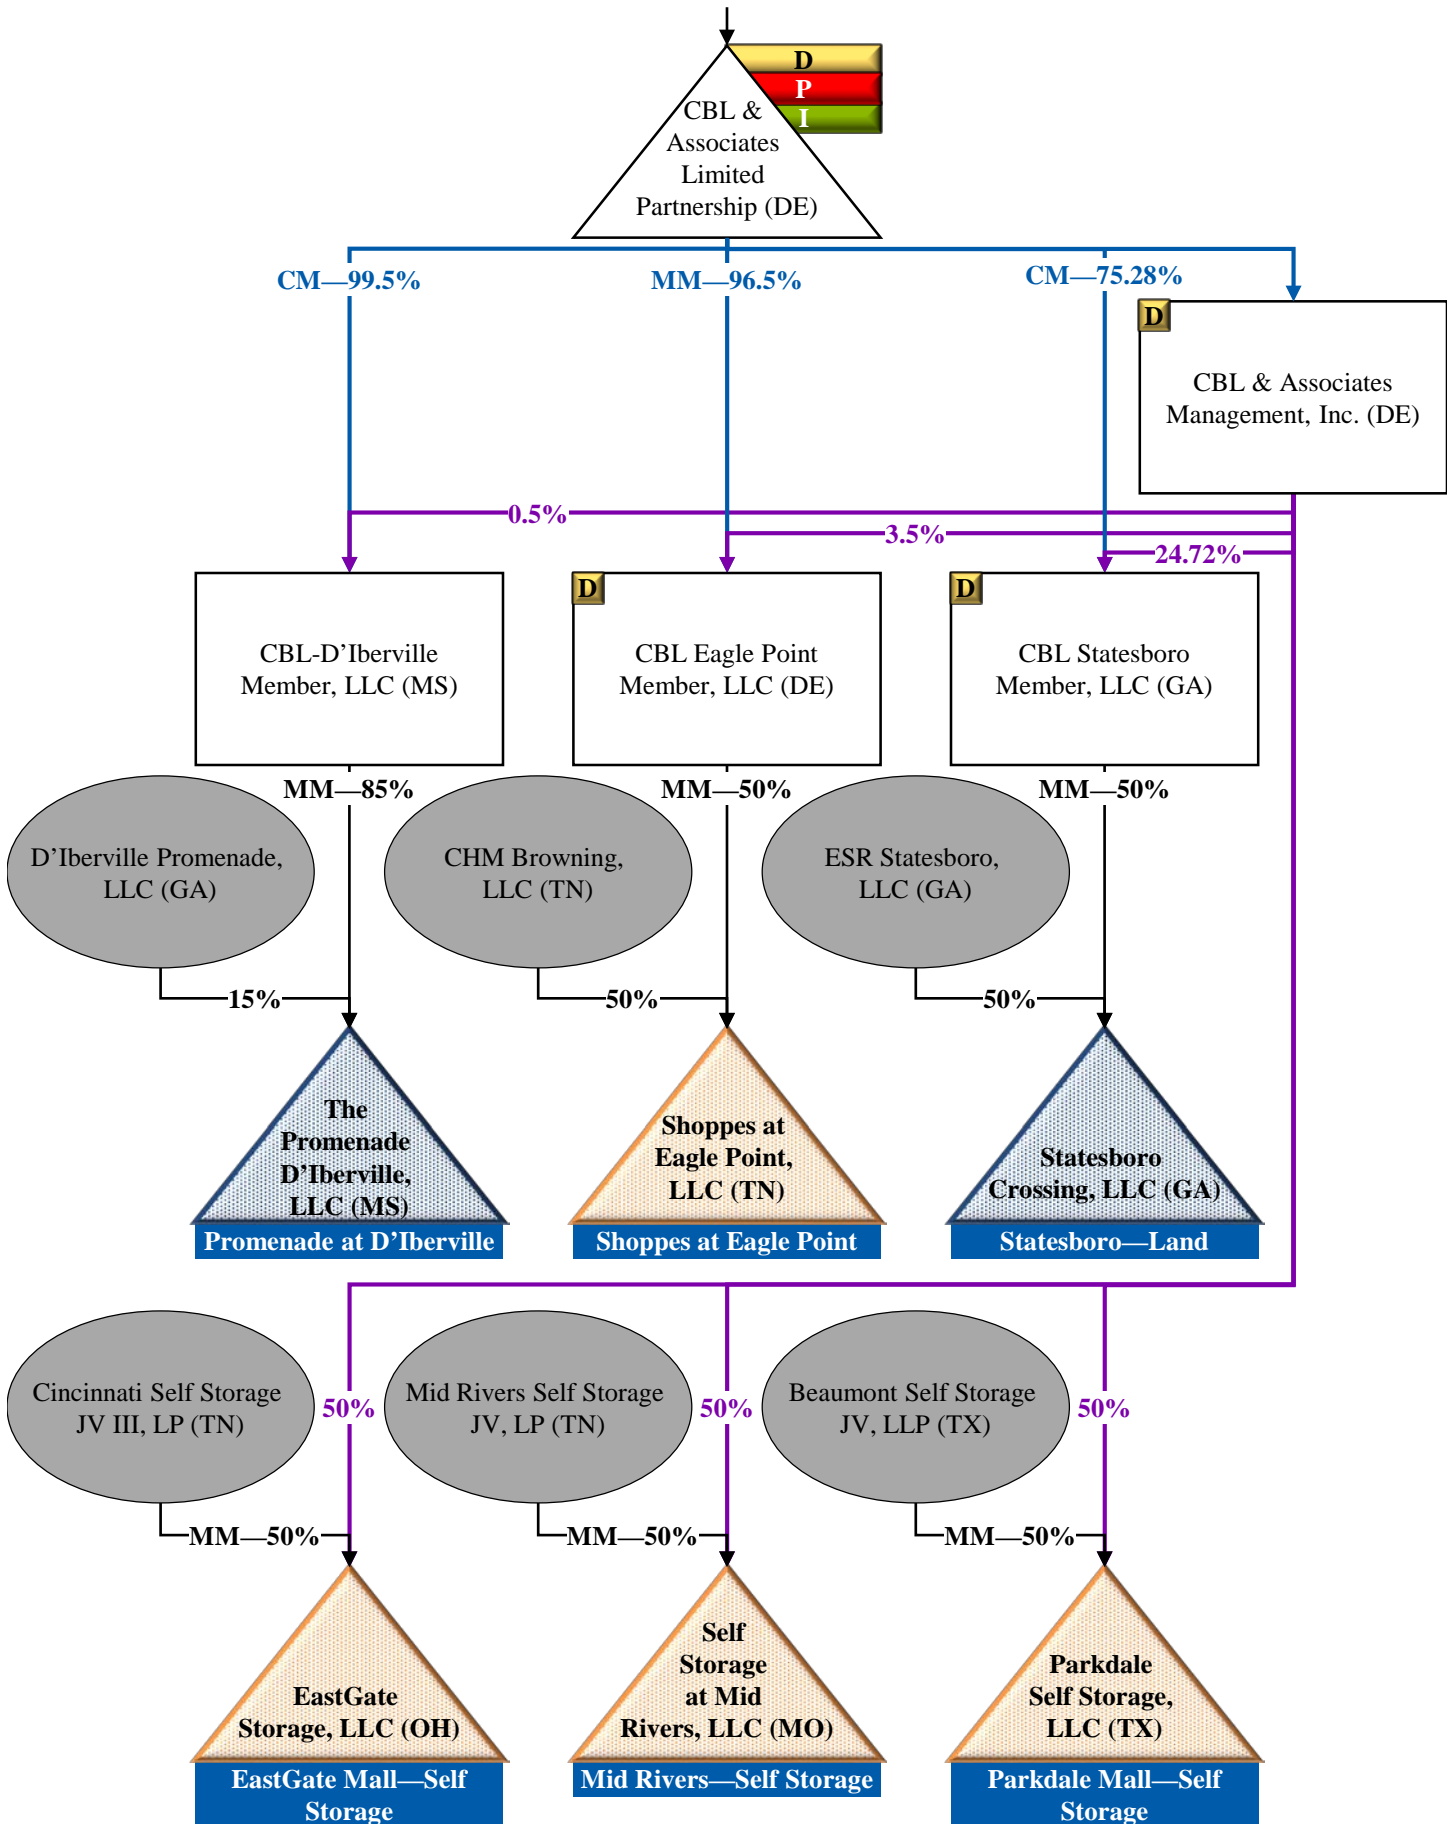 D
P
I
CBL &
Associates
Limited
Partnership (DE)
CM—99.5%
MM—96.5%
CM—75.28%
D
CBL & Associates
Management, Inc. (DE)
0.5%
3.5%
24.72%
CBL-D’Iberville
Member, LLC (MS)
D
CBL Eagle Point
Member, LLC (DE)
D
CBL Statesboro
Member, LLC (GA)
MM—85%
MM—50%
MM—50%
D’Iberville Promenade,
LLC (GA)
CHM Browning,
LLC (TN)
ESR Statesboro,
LLC (GA)
15%
50%
50%
The
Promenade
D’Iberville,
LLC (MS)
Promenade at D’Iberville
Shoppes at
Eagle Point,
LLC (TN)
Shoppes at Eagle Point
Statesboro
Crossing, LLC (GA)
Statesboro—Land
Cincinnati Self Storage
JV III, LP (TN)
50%
Mid Rivers Self Storage
JV, LP (TN)
50%
Beaumont Self Storage
JV, LLP (TX)
50%
MM—50%
MM—50%
MM—50%
EastGate
Storage, LLC (OH)
EastGate Mall—Self
Storage
Self
Storage
at Mid
Rivers, LLC (MO)
Mid Rivers—Self Storage
Parkdale
Self Storage,
LLC (TX)
Parkdale Mall—Self
Storage